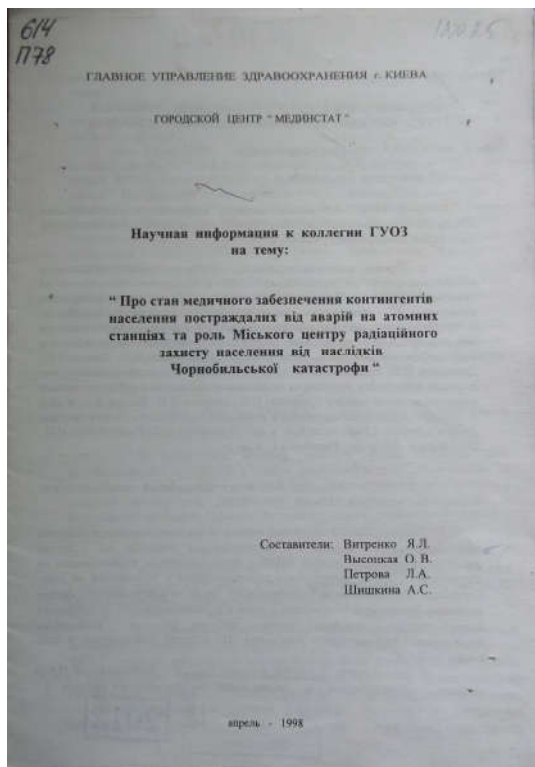 614
П78
ГЛАВНОЕ УПРАВЛЕНИЕ ЗДРАВООХРАНЕНИЯ г. КИЕВА
ГОРОДСКОЙ ЦЕНТР " МЕДИНСТАТ "
Научная информация к коллегии ГУОЗ
на тему:
" Про стан медичного забезпечення контингентів
населення постраждалих від аварій на атомних
станціях та роль Міського центру радіаційного
захисту населення від наслідків
Чорнобильської катастрофи "
Составители: Витренко Я.Л.
Высоцкая О. В.
Петрова Л.А.
Шишкина А.С.
апрель - 1998